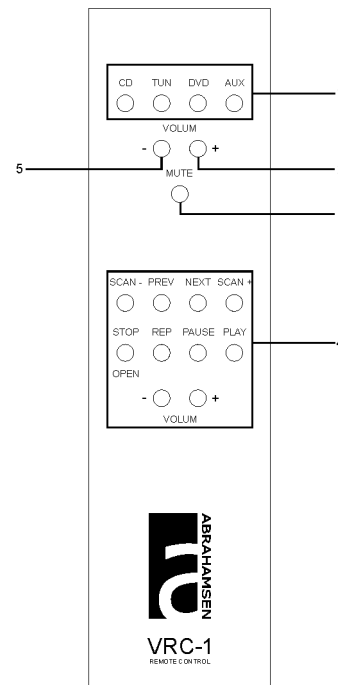 CD TUN DVD AUX
VOLUM
- +
5
MUTE
SCAN - PREV NEXT SCAN +
STOP REP PAUSE PLAY
OPEN
- +
VOLUM
ABRAHAMSEN
VRC-1
REMOTE CONTROL